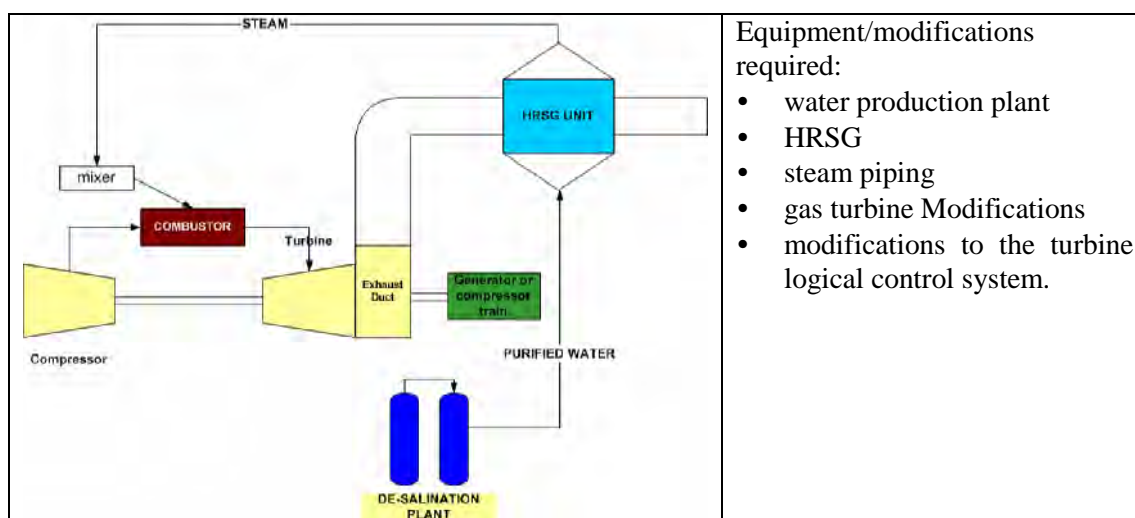 STEAM
HRSG UNIT
mixer
COMBUSTOR
Turbine
Exhaust
Duct
Generator or
compressor
train
Compressor
PURIFIED WATER
DE-SALINATION
PLANT
Equipment/modifications
required:
• water production plant
• HRSG
• steam piping
• gas turbine Modifications
• modifications to the turbine
logical control system.